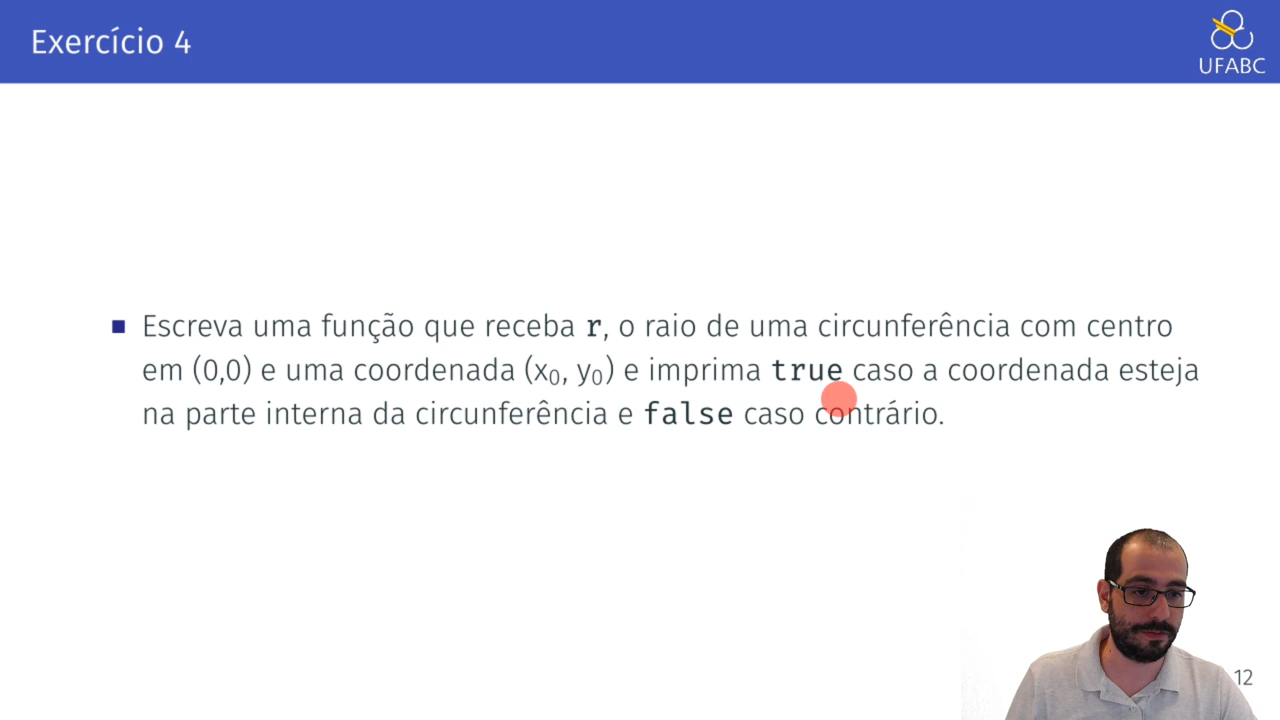 Exercício 4
UFABC
■ Escreva uma função que receba r, o raio de uma circunferência com centro
em (0,0) e uma coordenada (x₀, y₀) e imprima true caso a coordenada esteja
na parte interna da circunferência e false caso contrário.
12